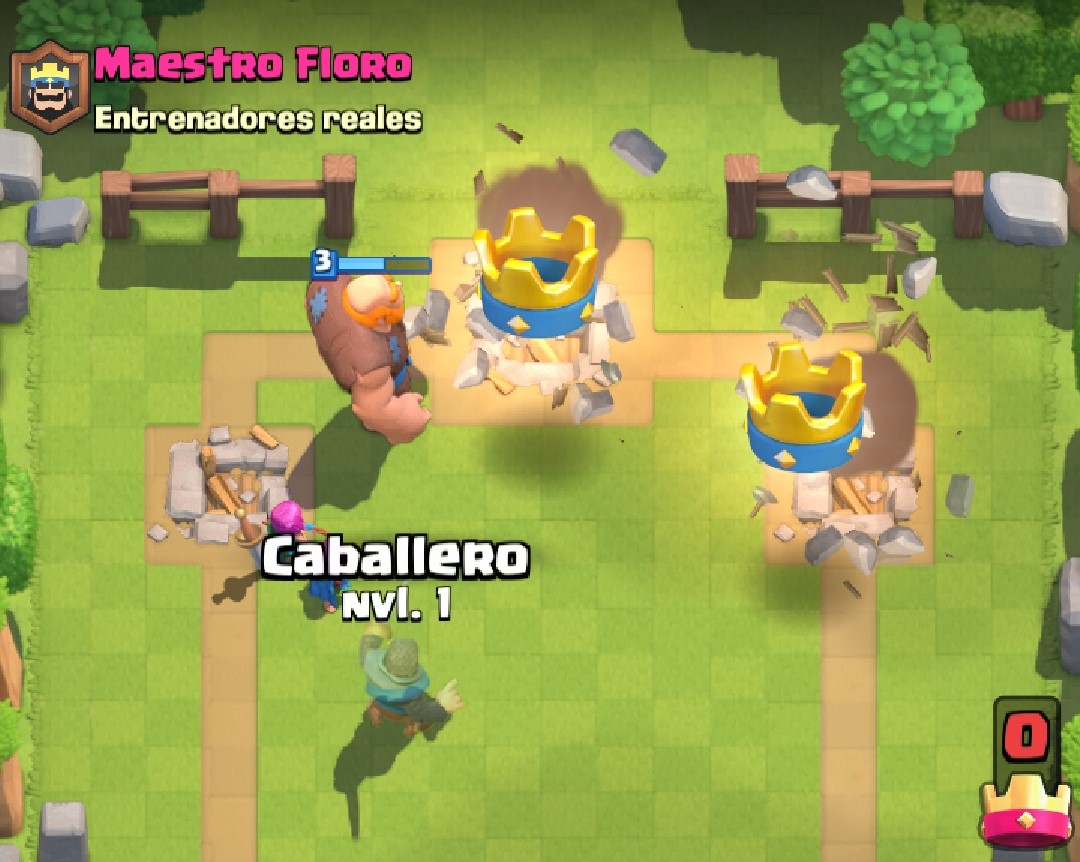 Maestro Floro
Entrenadores reales
3
Caballero
Nvl. 1
0